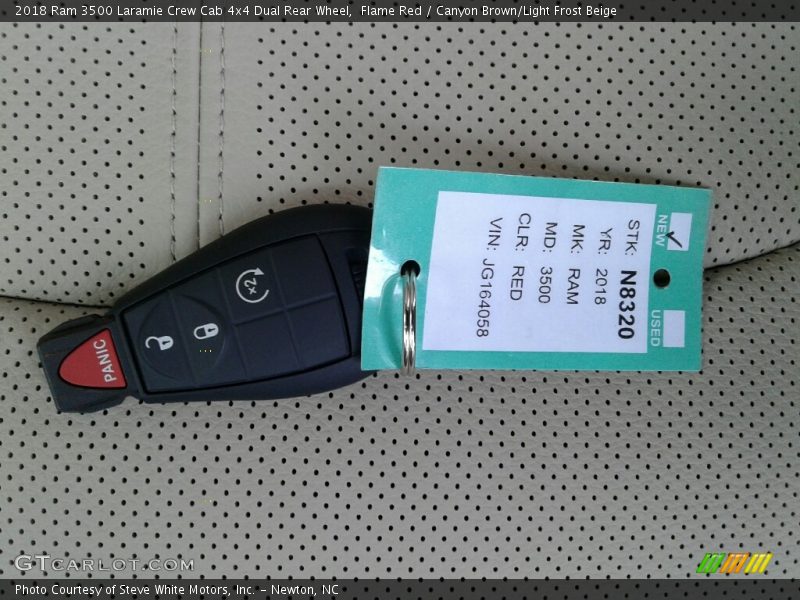 2018 Ram 3500 Laramie Crew Cab 4x4 Dual Rear Wheel, Flame Red / Canyon Brown/Light Frost Beige
NEW
USED
STK: N8320
YR: 2018
MK: RAM
MD: 3500
CLR: RED
VIN: JG164058
x2
PANIC
GTCARLOT.COM
Photo Courtesy of Steve White Motors, Inc. – Newton, NC